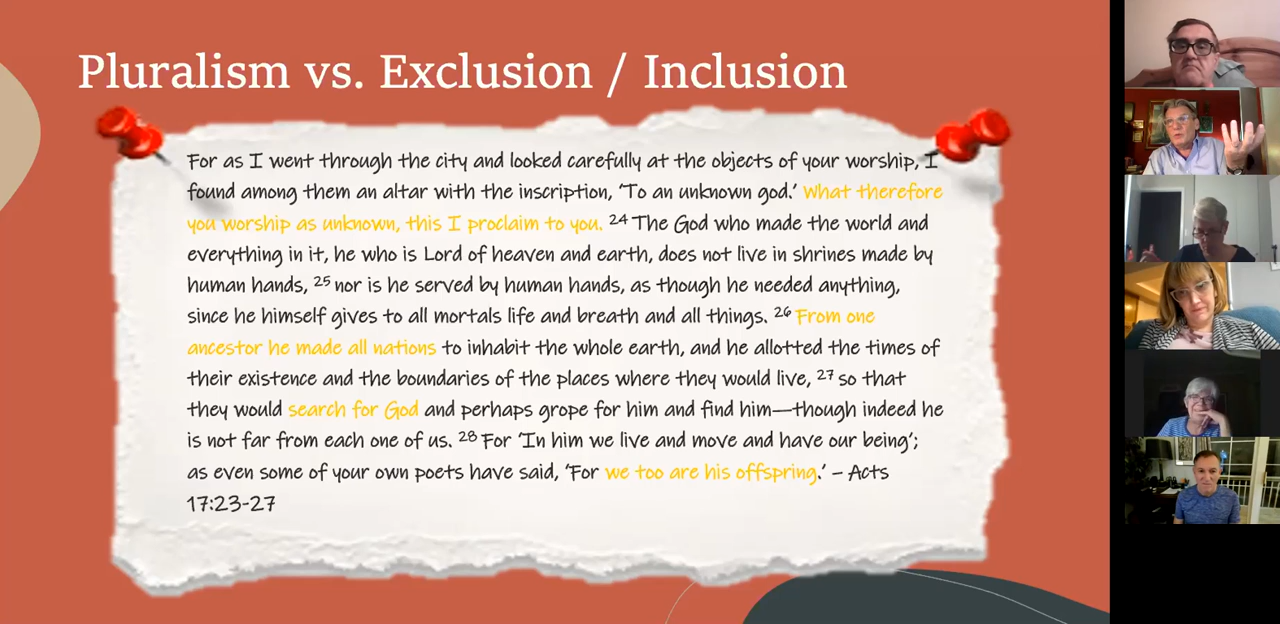 Pluralism vs. Exclusion / Inclusion
For as I went through the city and looked carefully at the objects of your worship, I
found among them an altar with the inscription, ‘To an unknown god.’ What therefore
you worship as unknown, this I proclaim to you. 24 The God who made the world and
everything in it, he who is Lord of heaven and earth, does not live in shrines made by
human hands, 25 nor is he served by human hands, as though he needed anything,
since he himself gives to all mortals life and breath and all things. 26 From one
ancestor he made all nations to inhabit the whole earth, and he allotted the times of
their existence and the boundaries of the places where they would live, 27 so that
they would search for God and perhaps grope for him and find him—though indeed he
is not far from each one of us. 28 For ‘In him we live and move and have our being’;
as even some of your own poets have said, ‘For we too are his offspring.’ – Acts
17:23-27